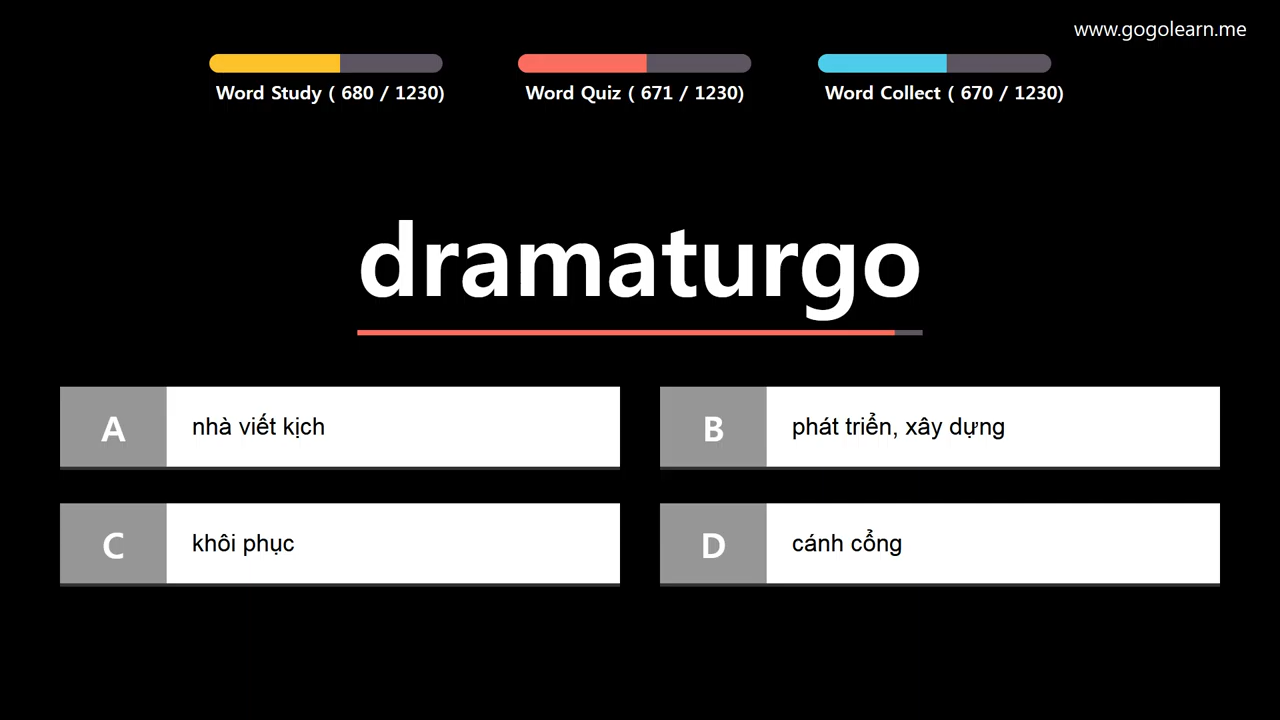 www.gogolearn.me
Word Study ( 680 / 1230)
Word Quiz ( 671 / 1230)
Word Collect ( 670 / 1230)
dramaturgo
A
nhà viết kịch
B
phát triển, xây dựng
C
khôi phục
D
cánh cổng